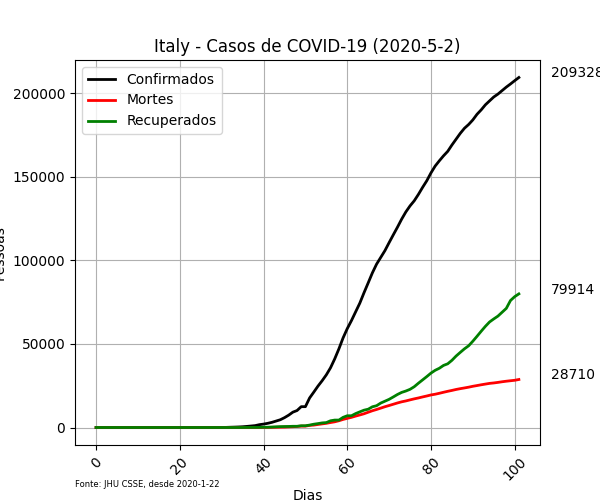 Italy - Casos de COVID-19 (2020-5-2)
Confirmados
Mortes
Recuperados
209328
79914
28710
200000
150000
100000
50000
0
Pessoas
0 20 40 60 80 100
Fonte: JHU CSSE, desde 2020-1-22
Dias